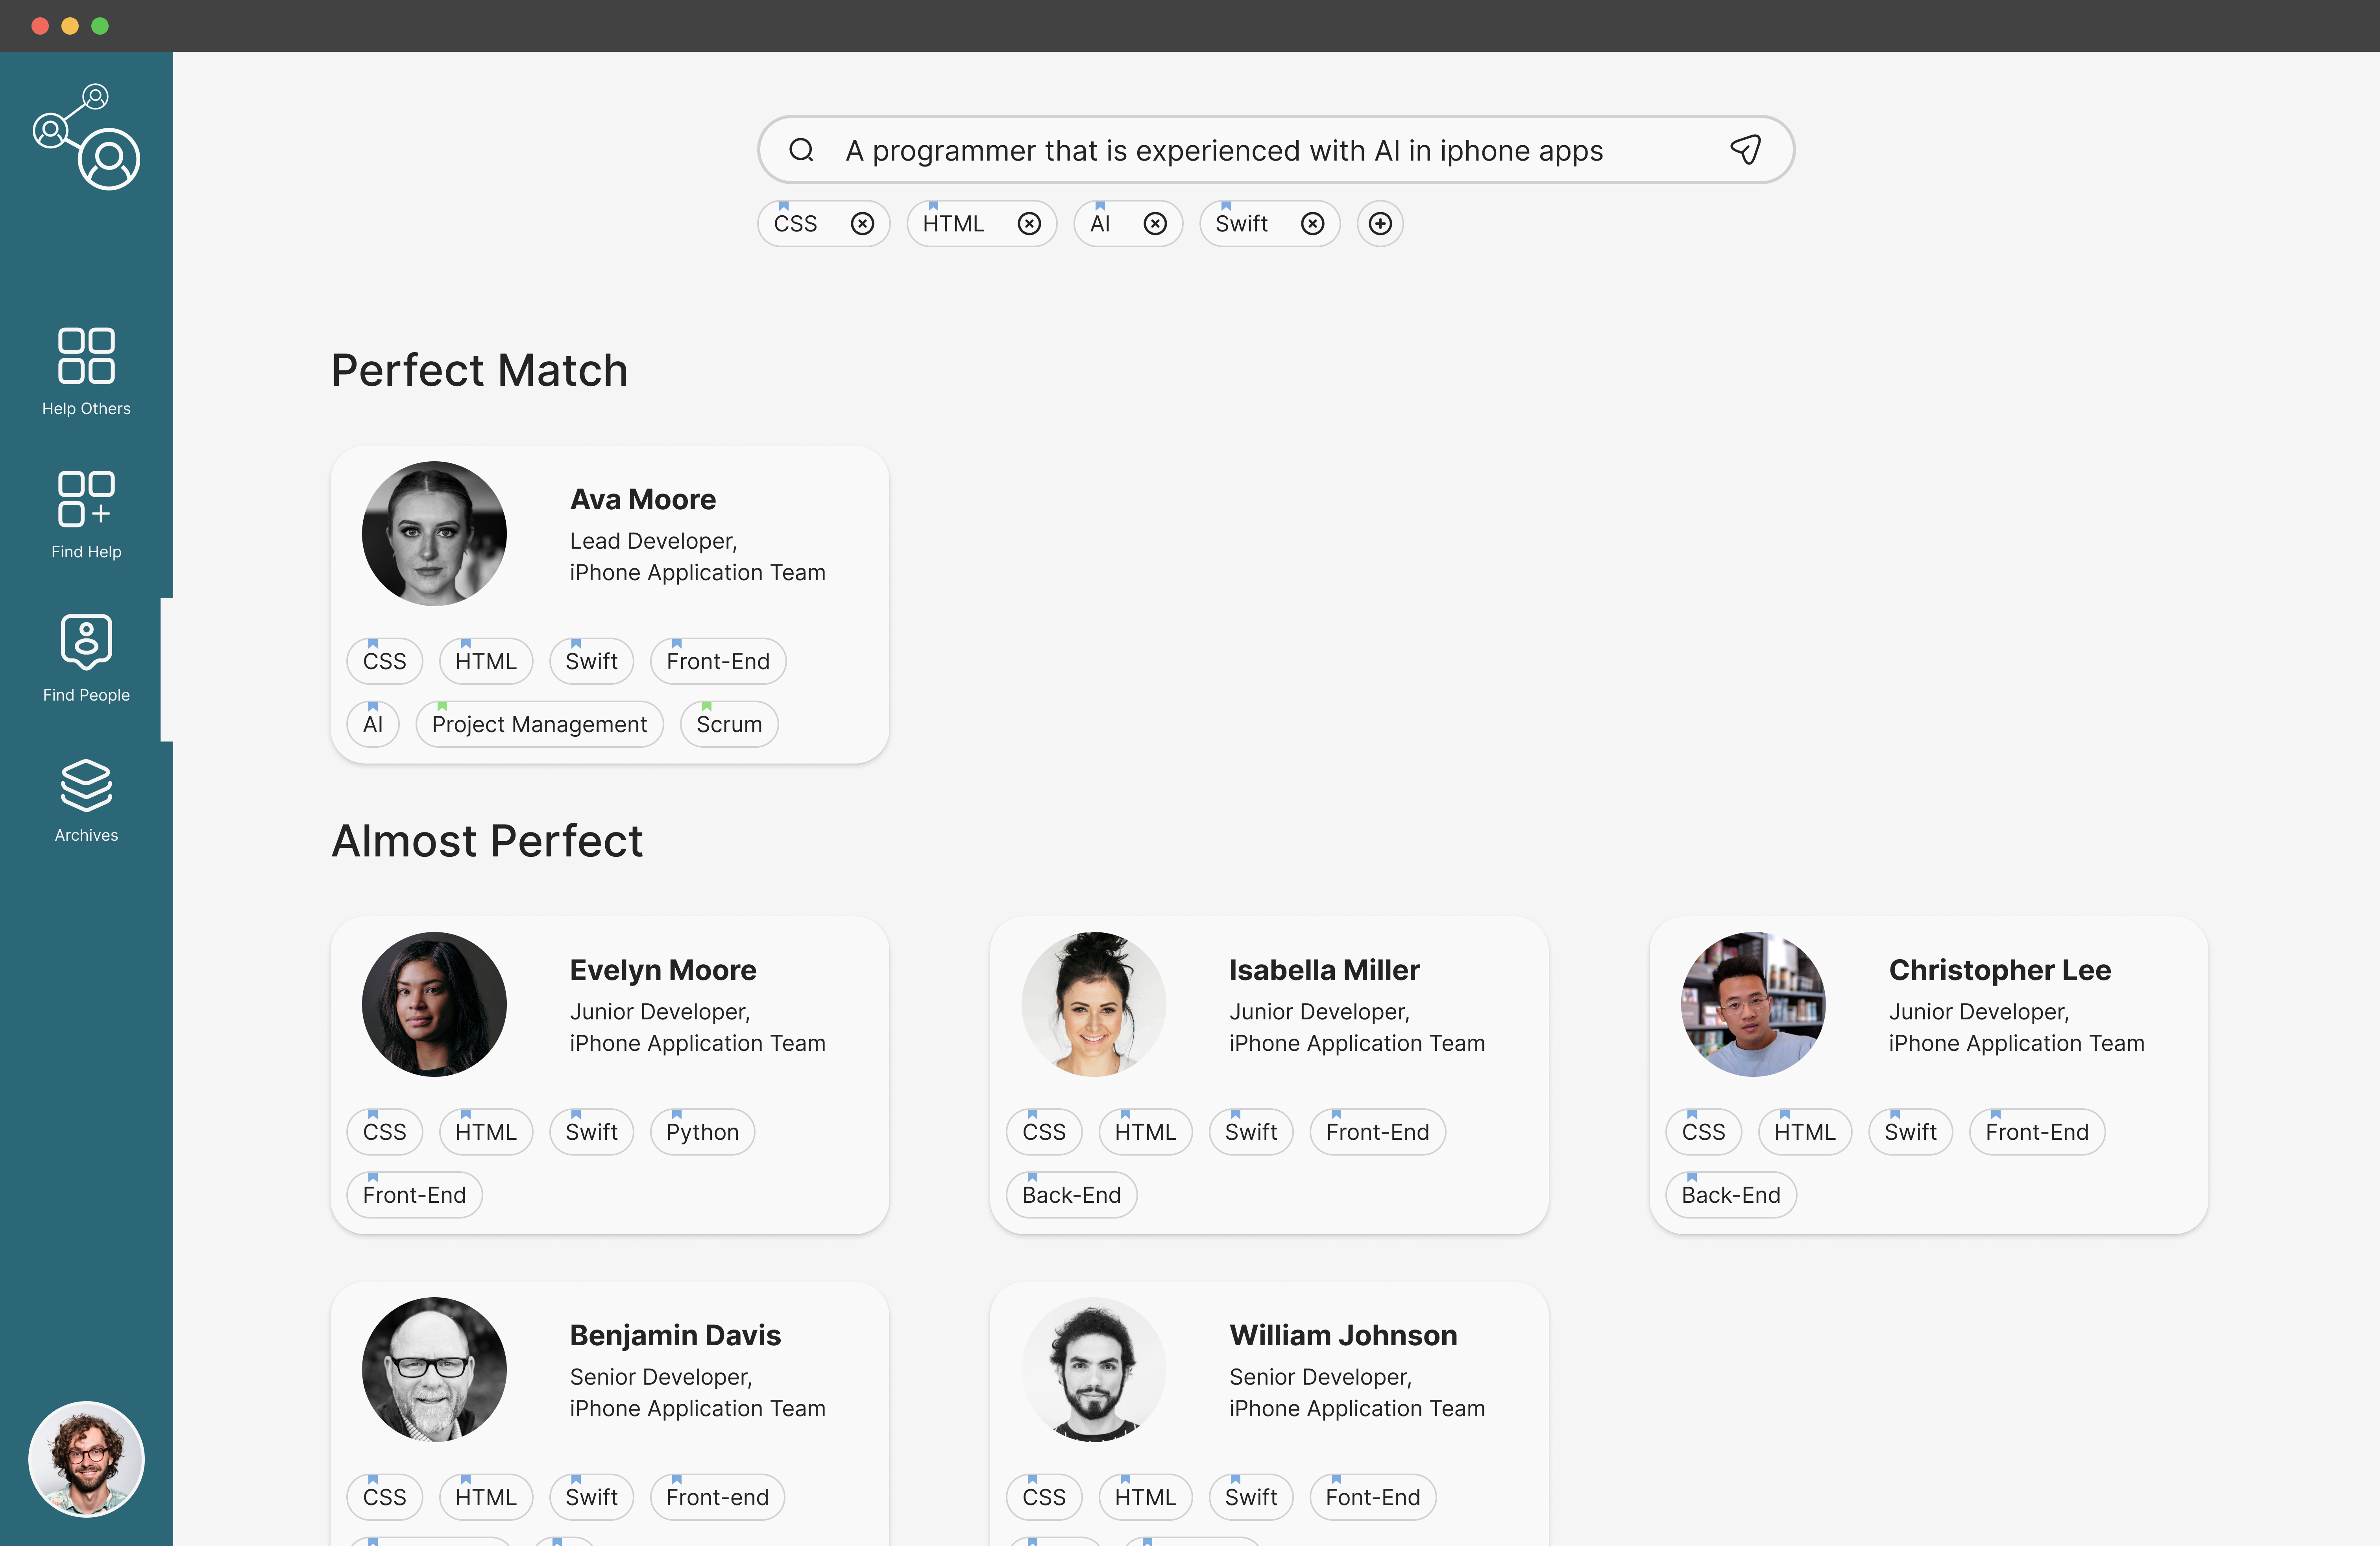 A programmer that is experienced with AI in iphone apps
CSS HTML AI Swift
Help Others
Find Help
Find People
Archives
Perfect Match
Ava Moore
Lead Developer,
iPhone Application Team
CSS HTML Swift Front-End
AI Project Management Scrum
Almost Perfect
Evelyn Moore
Junior Developer,
iPhone Application Team
CSS HTML Swift Python
Front-End
Isabella Miller
Junior Developer,
iPhone Application Team
CSS HTML Swift Front-End
Back-End
Christopher Lee
Junior Developer,
iPhone Application Team
CSS HTML Swift Front-End
Back-End
Benjamin Davis
Senior Developer,
iPhone Application Team
CSS HTML Swift Front-end
William Johnson
Senior Developer,
iPhone Application Team
CSS HTML Swift Font-End